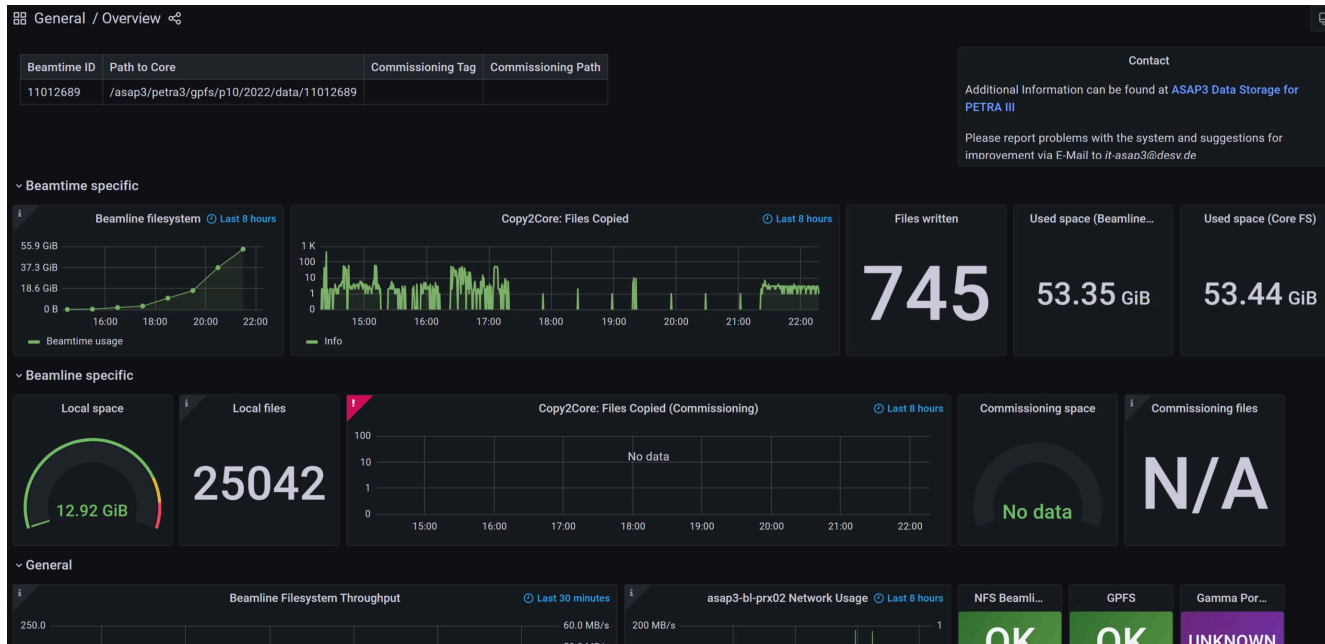 General / Overview
Beamtime ID Path to Core Commissioning Tag Commissioning Path
11012689 /asap3/petra3/gpfs/p10/2022/data/11012689
Contact
Additional Information can be found at ASAP3 Data Storage for
PETRA III
Please report problems with the system and suggestions for
improvement via E-Mail to it-asap3@desy.de
Beamtime specific
Beamline filesystem Last 8 hours
55.9 GiB
37.3 GiB
18.6 GiB
0 B
16:00 18:00 20:00 22:00
Beamtime usage
Copy2Core: Files Copied Last 8 hours
1 K
100
10
1
0
15:00 16:00 17:00 18:00 19:00 20:00 21:00 22:00
Info
Files written
745
Used space (Beamline...
53.35 GiB
Used space (Core FS)
53.44 GiB
Beamline specific
Local space
12.92 GiB
Local files
25042
Copy2Core: Files Copied (Commissioning) Last 8 hours
100
10
1
0
No data
15:00 16:00 17:00 18:00 19:00 20:00 21:00 22:00
Commissioning space
No data
Commissioning files
N/A
General
Beamline Filesystem Throughput Last 30 minutes
250.0 60.0 MB/s
asap3-bl-prx02 Network Usage Last 8 hours
200 MB/s 1
NFS Beamli...
OK
GPFS
OK
Gamma Por...
UNKNOWN